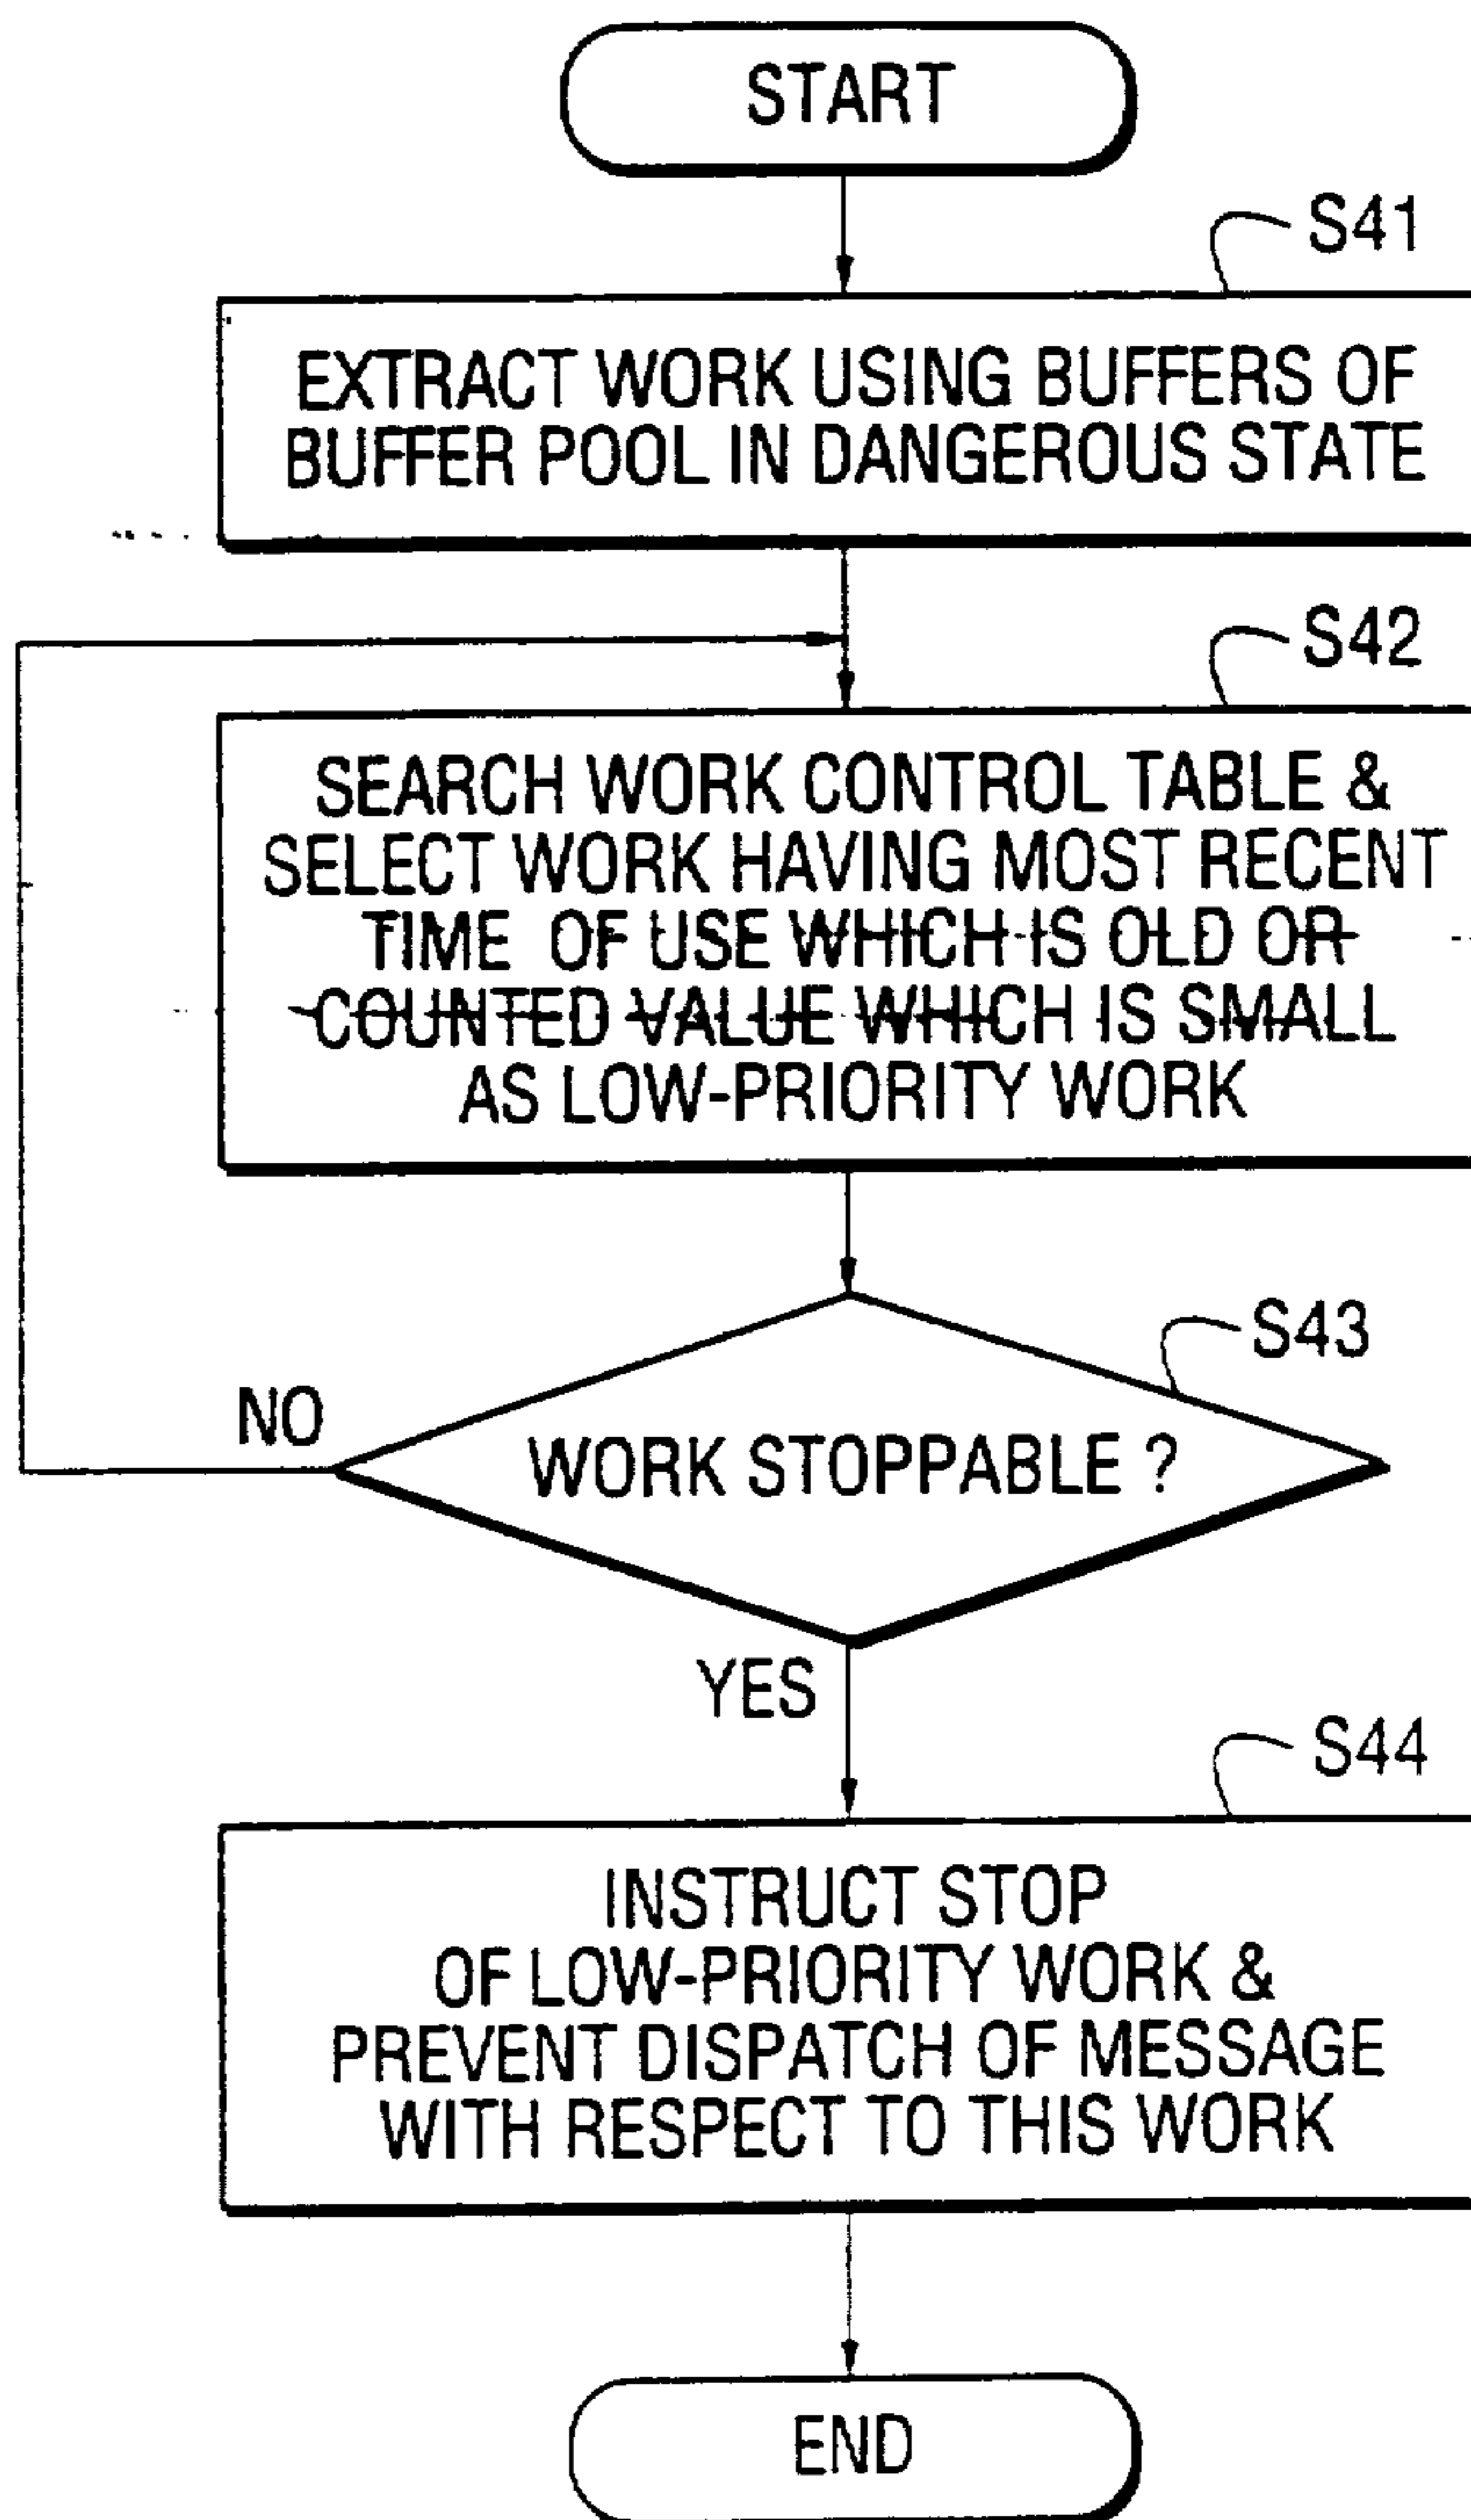 START
S41
EXTRACT WORK USING BUFFERS OF
BUFFER POOL IN DANGEROUS STATE
S42
SEARCH WORK CONTROL TABLE &
SELECT WORK HAVING MOST RECENT
TIME OF USE WHICH IS OLD OR
COUNTED VALUE WHICH IS SMALL
AS LOW-PRIORITY WORK
S43
NO
WORK STOPPABLE ?
YES
S44
INSTRUCT STOP
OF LOW-PRIORITY WORK &
PREVENT DISPATCH OF MESSAGE
WITH RESPECT TO THIS WORK
END